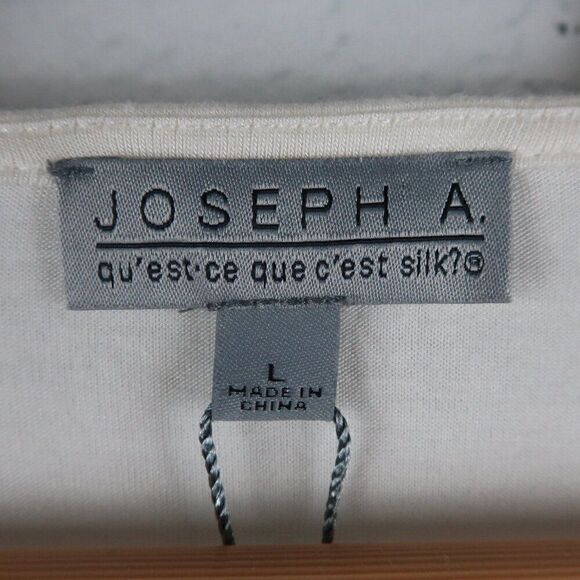 JOSEPH A.
qu'est-ce que c'est silk?®
L
MADE IN
CHINA